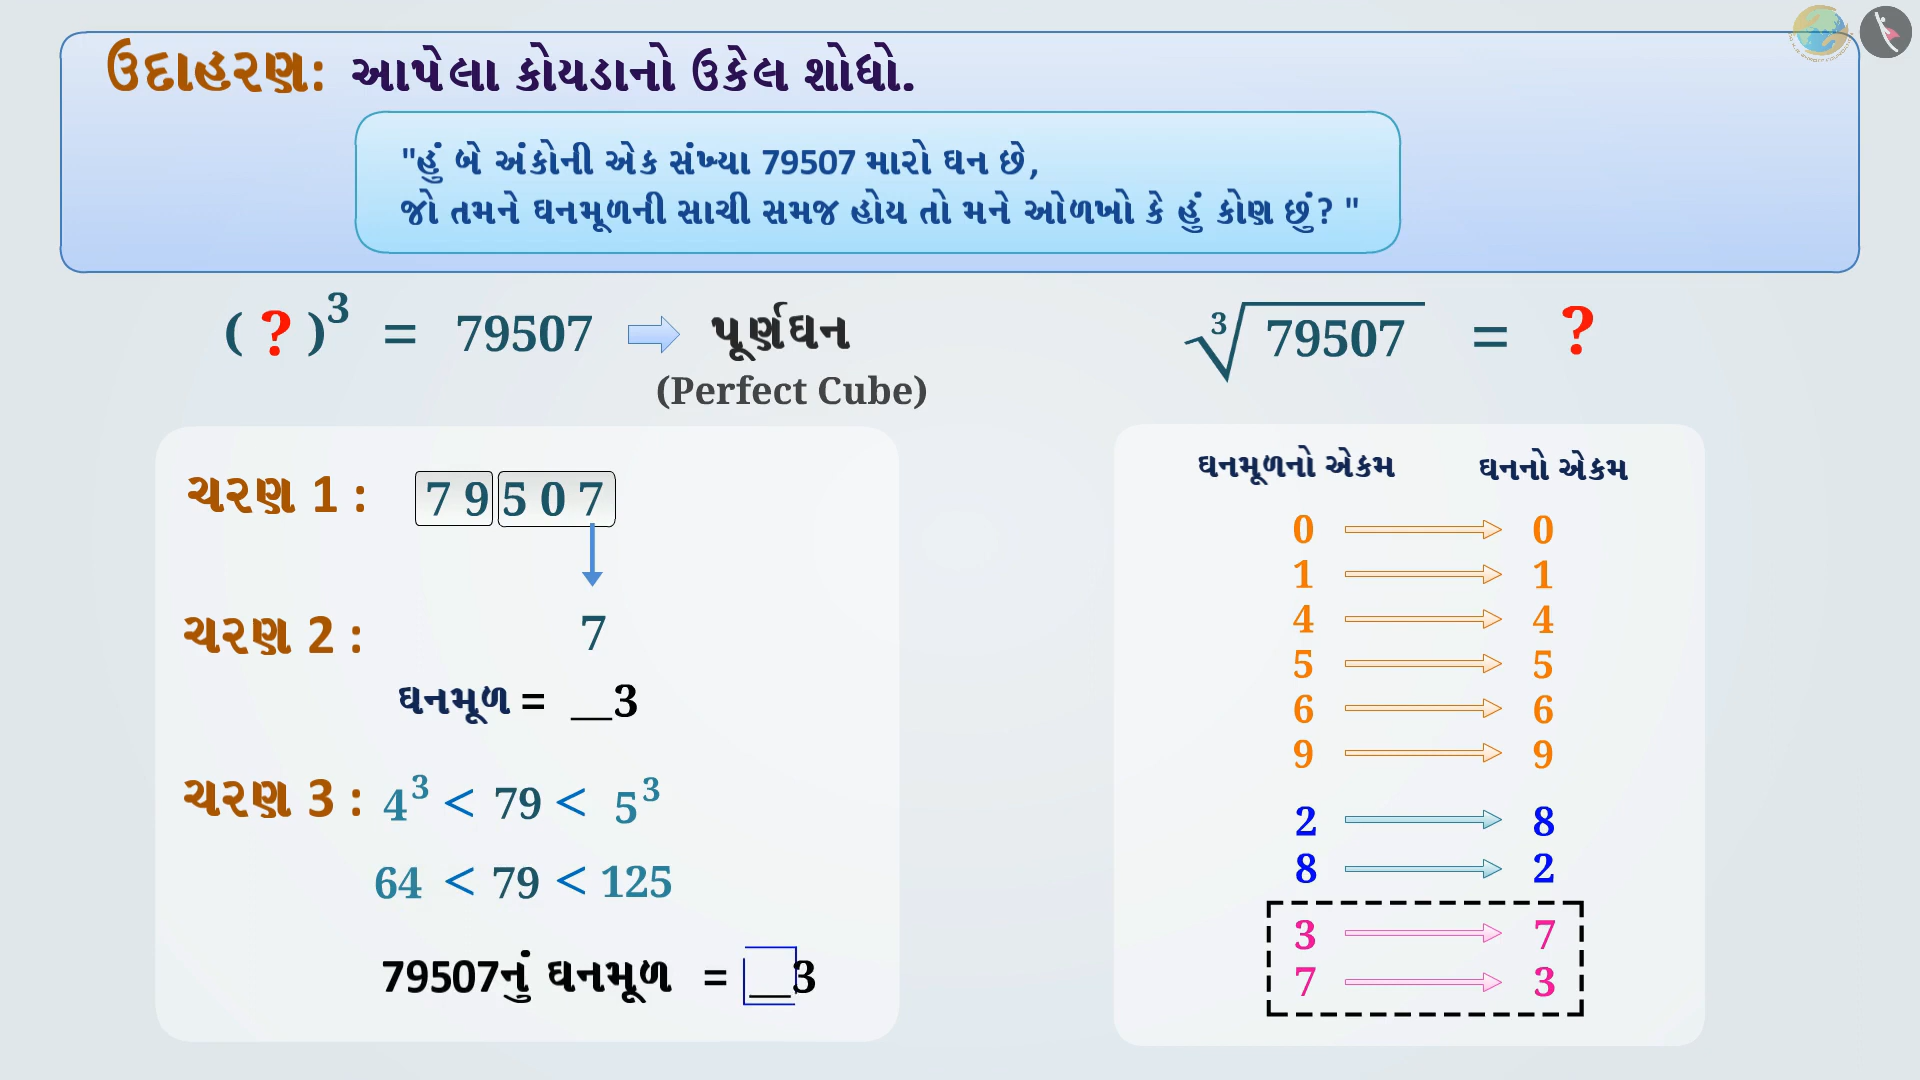 ઉદાહરણ: આપેલા કોયડાનો ઉકેલ શોધો.
"હું બે અંકોની એક સંખ્યા 79507 મારો ઘન છે,
જો તમને ઘનમૂળની સાચી સમજ હોય તો મને ઓળખો કે હું કોણ છું? "
( ? )³ = 79507 પૂર્ણઘન
(Perfect Cube)
³√79507 = ?
ચરણ 1 : 7 9 5 0 7
ચરણ 2 : 7
ઘનમૂળ = __3
ચરણ 3 : 4³ < 79 < 5³
64 < 79 < 125
79507નું ઘનમૂળ = __3
ઘનમૂળનો એકમ ઘનનો એકમ
0 0
1 1
4 4
5 5
6 6
9 9
2 8
8 2
3 7
7 3